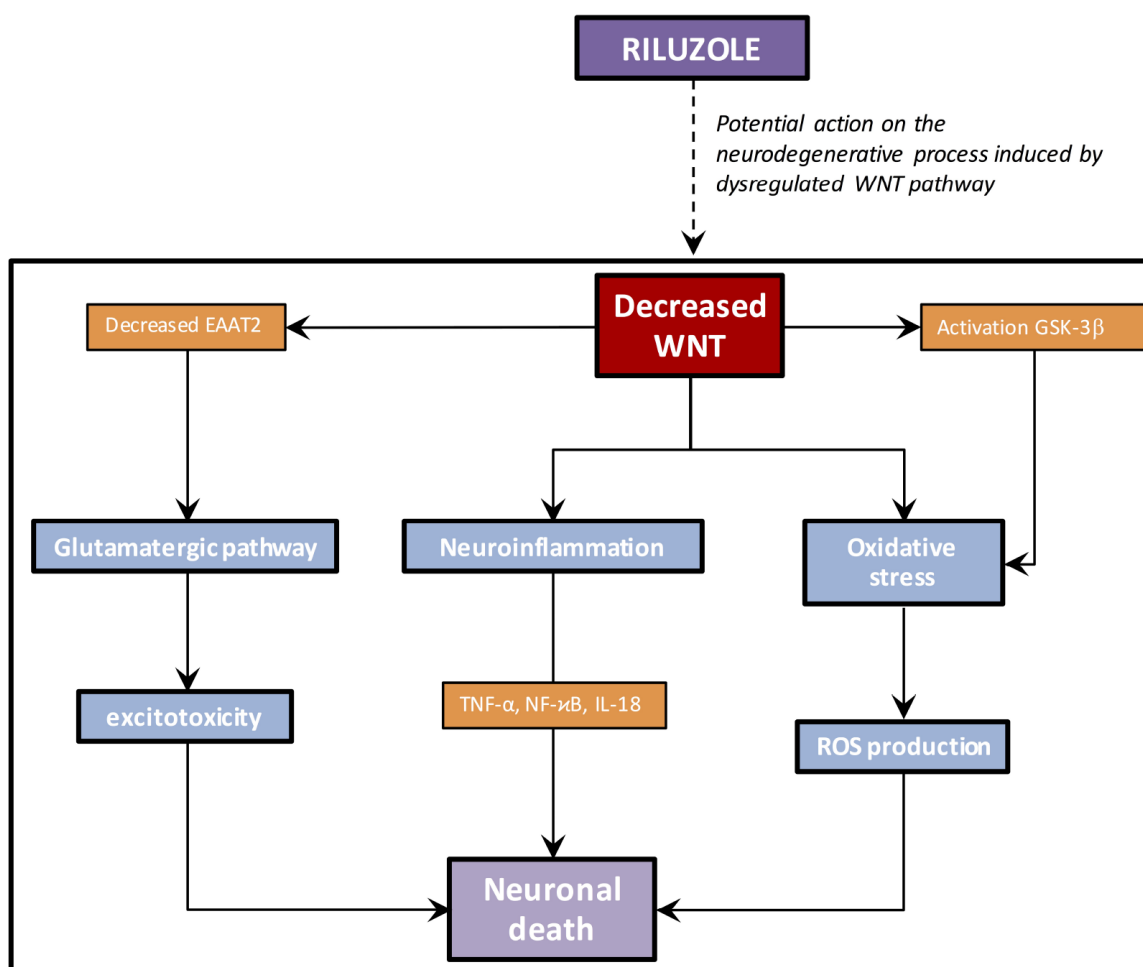 RILUZOLE
Potential action on the
neurodegenerative process induced by
dysregulated WNT pathway
Decreased EAAT2
Decreased
WNT
Activation GSK-3β
Glutamatergic pathway
Neuroinflammation
Oxidative
stress
excitotoxicity
TNF-α, NF-ϰB, IL-18
ROS production
Neuronal
death